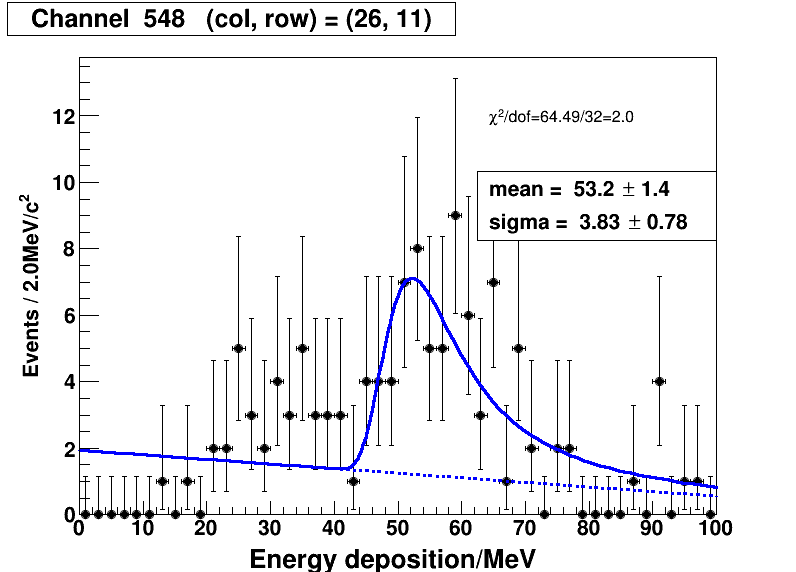 Channel 548 (col, row) = (26, 11)
χ²/dof=64.49/32=2.0
mean = 53.2 ± 1.4
sigma = 3.83 ± 0.78
Events / 2.0MeV/c²
12
10
8
6
4
2
0
0 10 20 30 40 50 60 70 80 90 100
Energy deposition/MeV